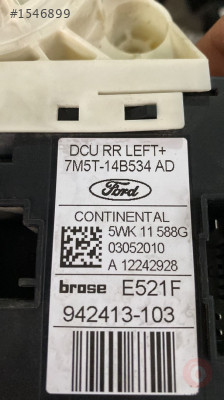 #1546899
DCU RR LEFT+
7M5T-14B534 AD
Ford
CONTINENTAL
5WK 11 588G
03052010
A 12242928
brose E521F
942413-103